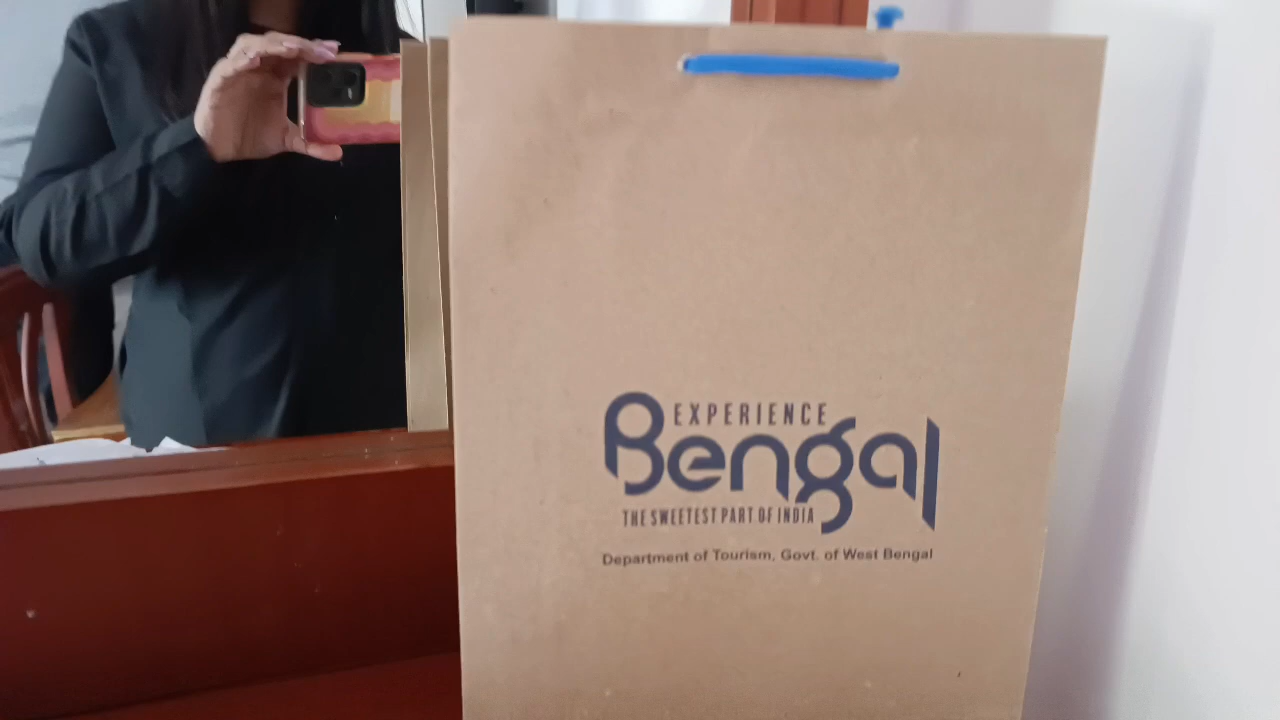 EXPERIENCE
Bengal
THE SWEETEST PART OF INDIA
Department of Tourism, Govt. of West Bengal